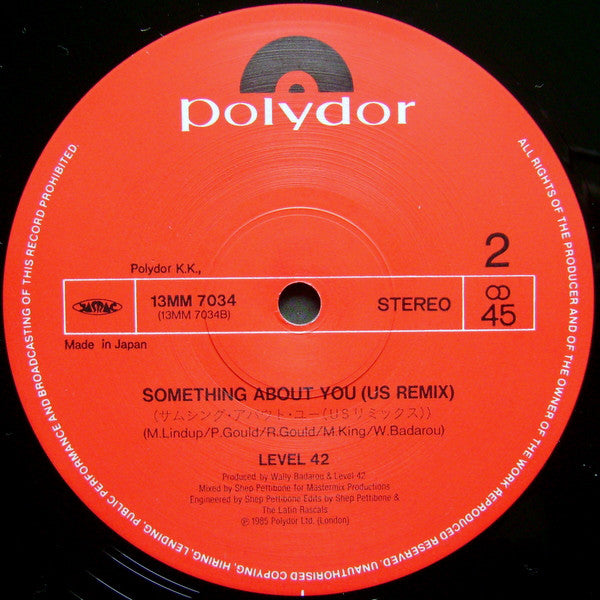 polydor
ALL RIGHTS OF THE PRODUCER AND OF THE OWNER OF THE WORK REPRODUCED RESERVED. UNAUTHORISED COPYING, HIRING, LENDING, PUBLIC PERFORMANCE AND BROADCASTING OF THIS RECORD PROHIBITED.
2
Polydor K.K.,
JASRAC
13MM 7034
(13MM 7034B)
STEREO
45
Made in Japan
SOMETHING ABOUT YOU (US REMIX)
(サムシング・アバウト・ユー(USリミックス))
(M.Lindup/P.Gould/R.Gould/M.King/W.Badarou)
LEVEL 42
Produced by Wally Badarou & Level 42
Mixed by Shep Pettibone for Mastermix Productions
Engineered by Shep Pettibone Edits by Shep Pettibone &
The Latin Rascals
℗ 1985 Polydor Ltd. (London)